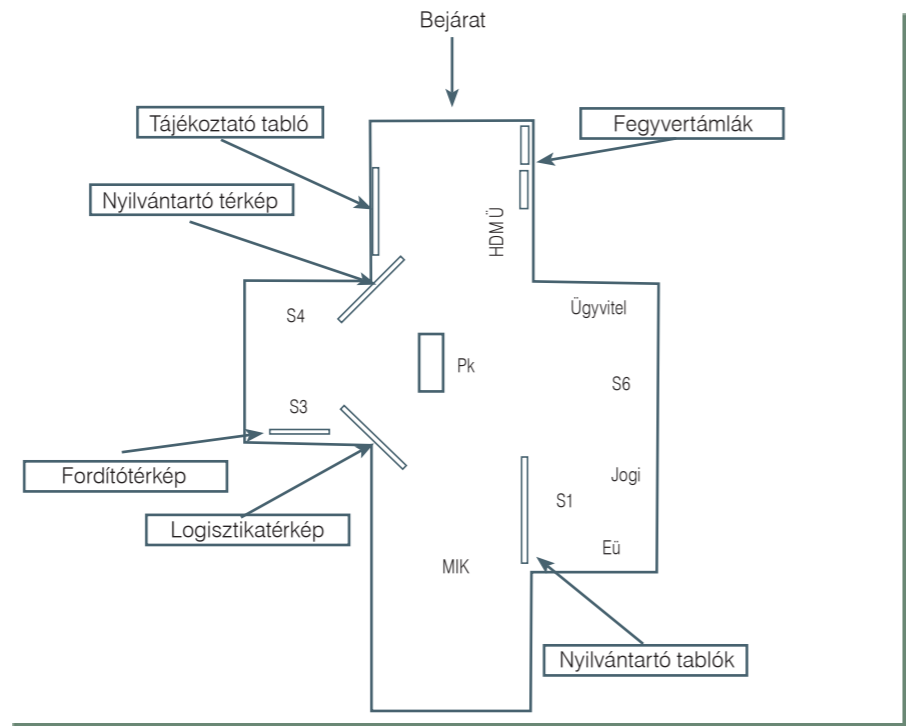 Bejárat
Tájékoztató tabló
Fegyvertámlák
Nyilvántartó térkép
HDM Ü
S4
Ügyvitel
Pk
S6
S3
Fordítótérkép
Jogi
S1
Logisztikatérkép
Eü
MIK
Nyilvántartó tablók